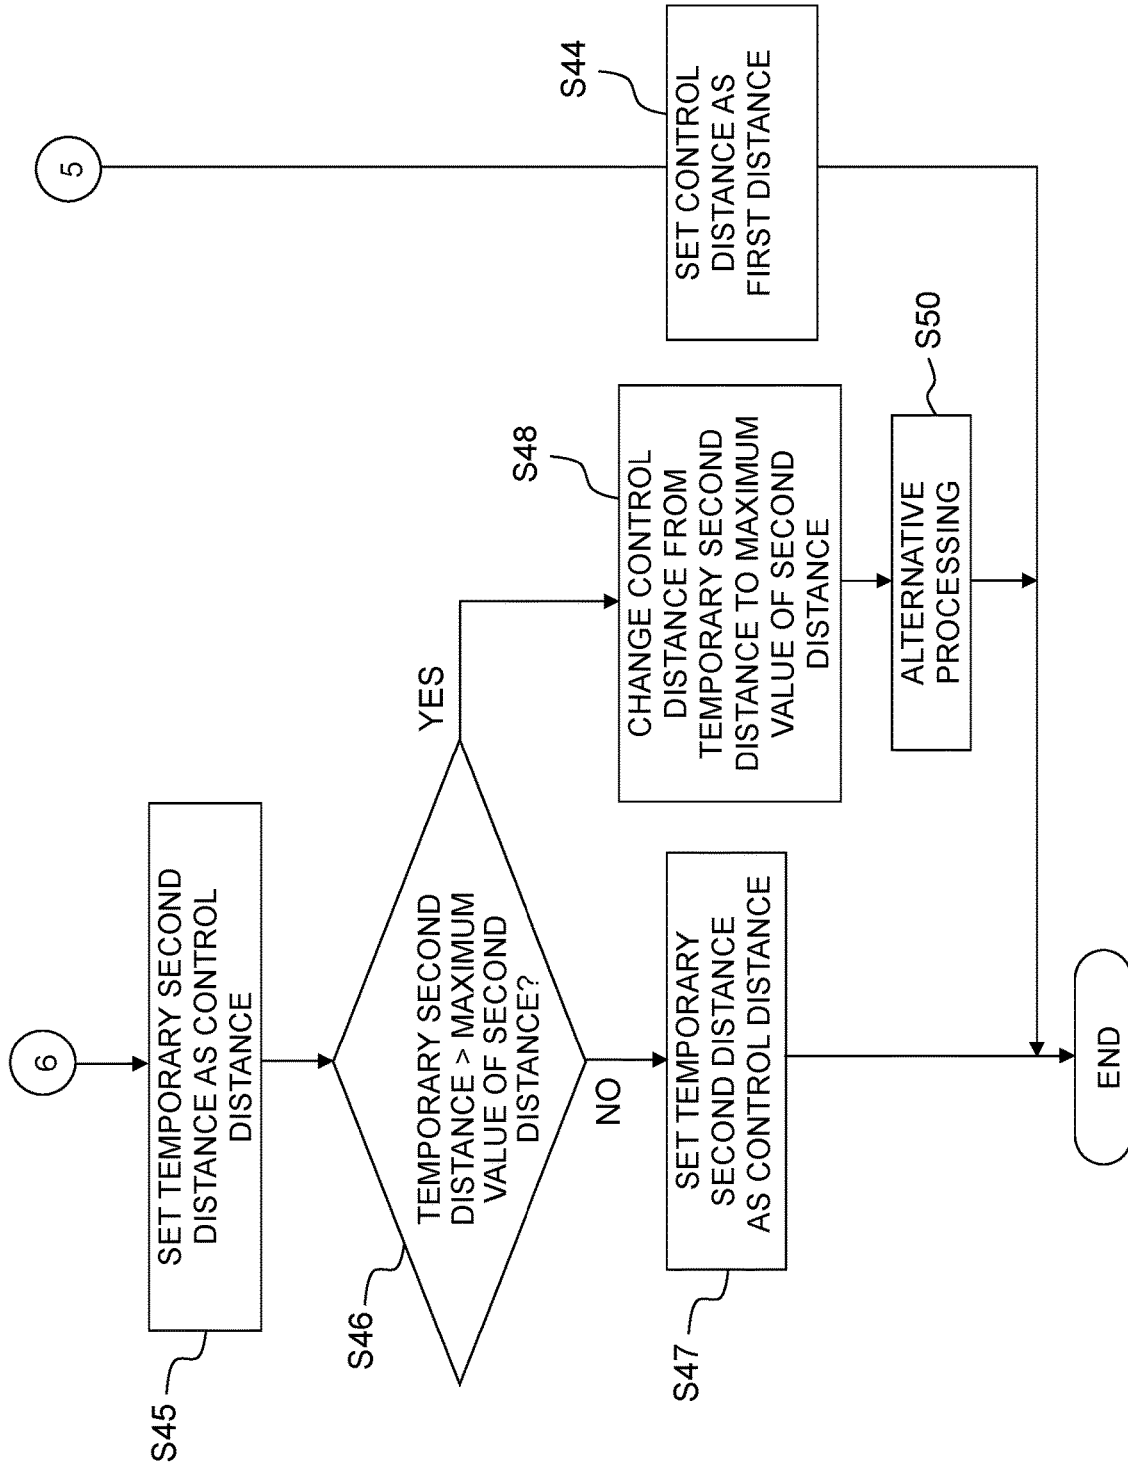 6
S45
SET TEMPORARY SECOND
DISTANCE AS CONTROL
DISTANCE
S46
TEMPORARY SECOND
DISTANCE > MAXIMUM
VALUE OF SECOND
DISTANCE?
YES
NO
S47
SET TEMPORARY
SECOND DISTANCE
AS CONTROL DISTANCE
S48
CHANGE CONTROL
DISTANCE FROM
TEMPORARY SECOND
DISTANCE TO MAXIMUM
VALUE OF SECOND
DISTANCE
S50
ALTERNATIVE
PROCESSING
5
S44
SET CONTROL
DISTANCE AS
FIRST DISTANCE
END